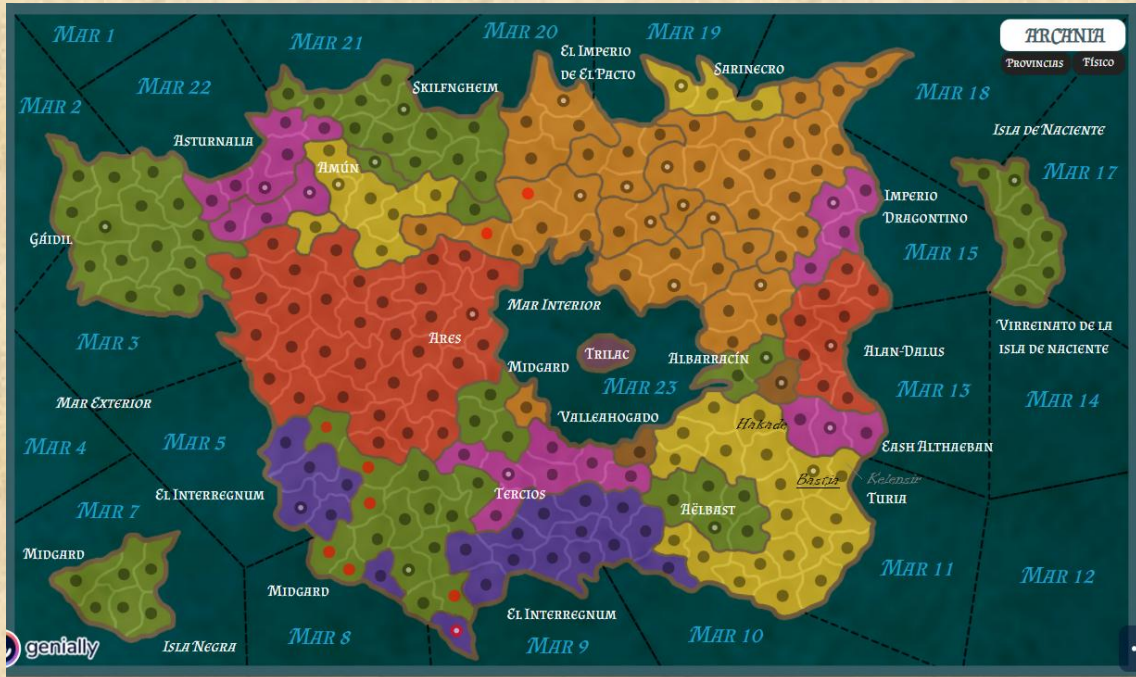 Mar 1
Mar 21
Mar 20
Mar 19
Arcania
Provincias
Físico
El Imperio
de El Pacto
Sarinecro
Mar 22
Skilfngheim
Mar 18
Mar 2
Asturnalia
Isla de Naciente
Amún
Mar 17
Imperio
Dragontino
Gáidil
Mar 15
Mar Interior
Virreinato de la
Isla de Naciente
Mar 3
Ares
Trilac
Albarracín
Alan-Dalus
Midgard
Mar 23
Mar 13
Mar 14
Mar Exterior
Valleahogado
Hakade
Mar 4
Mar 5
Eash Althaeban
El Interregnum
Tercios
Bastia
Kelensir
Turia
Mar 7
Aëlbast
Midgard
Mar 11
Mar 12
Midgard
El Interregnum
Mar 8
Mar 9
Mar 10
Isla Negra
genially